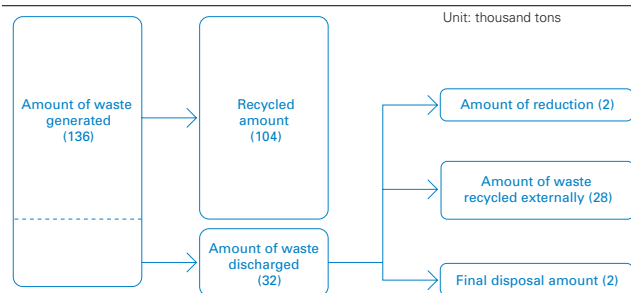 Unit: thousand tons
Amount of waste
generated
(136)
Recycled
amount
(104)
Amount of waste
discharged
(32)
Amount of reduction (2)
Amount of waste
recycled externally (28)
Final disposal amount (2)